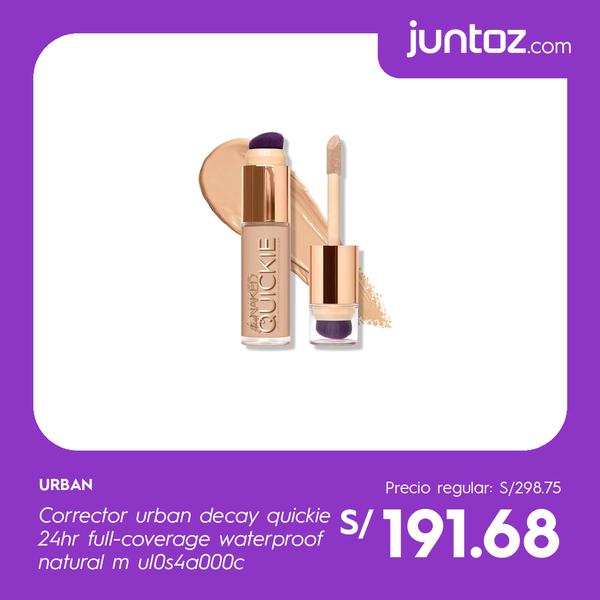 juntoz.com
the NAKED
QUICKIE
URBAN
Corrector urban decay quickie
24hr full-coverage waterproof
natural m ul0s4a000c
Precio regular: S/298.75
S/ 191.68